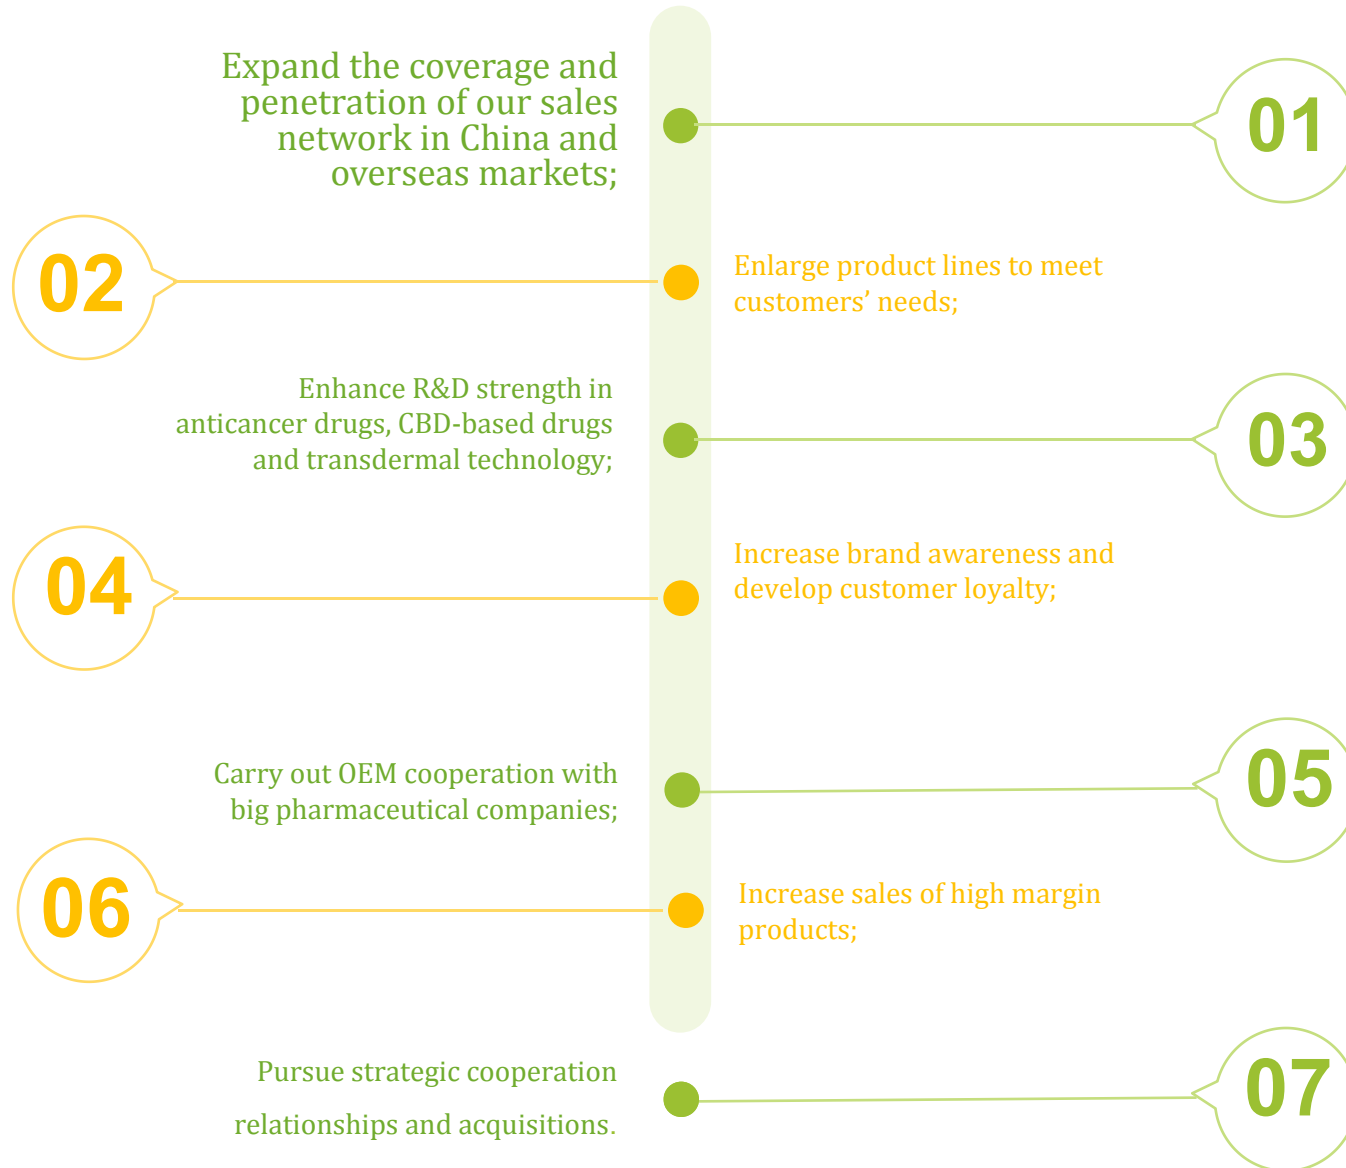 Expand the coverage and
penetration of our sales
network in China and
overseas markets;
01
02
Enlarge product lines to meet
customers’ needs;
Enhance R&D strength in
anticancer drugs, CBD-based drugs
and transdermal technology;
03
04
Increase brand awareness and
develop customer loyalty;
Carry out OEM cooperation with
big pharmaceutical companies;
05
06
Increase sales of high margin
products;
Pursue strategic cooperation
relationships and acquisitions.
07